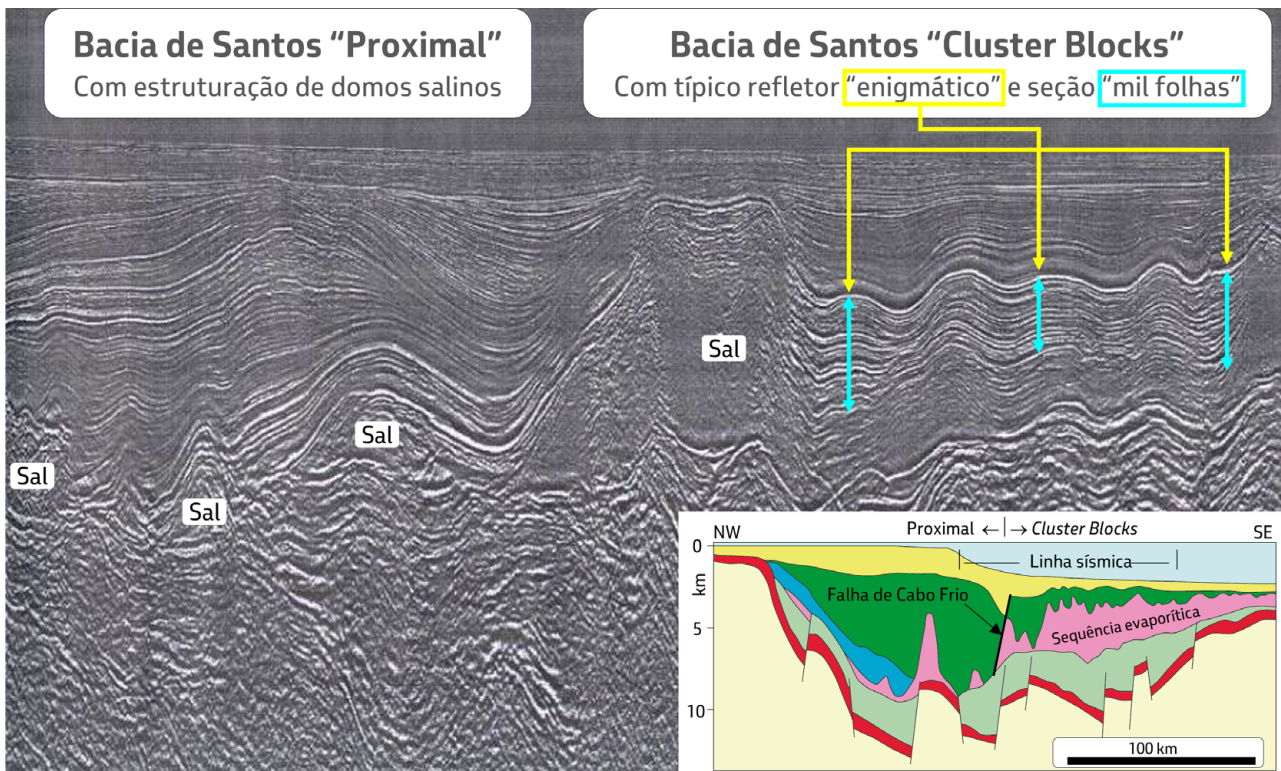 Bacia de Santos “Proximal”
Com estruturação de domos salinos
Bacia de Santos “Cluster Blocks”
Com típico refletor “enigmático” e seção “mil folhas”
Sal
Sal
Sal
Sal
NW
Proximal ←|→ Cluster Blocks
SE
0
km
5
10
Linha sísmica
Falha de Cabo Frio
Sequência evaporítica
100 km